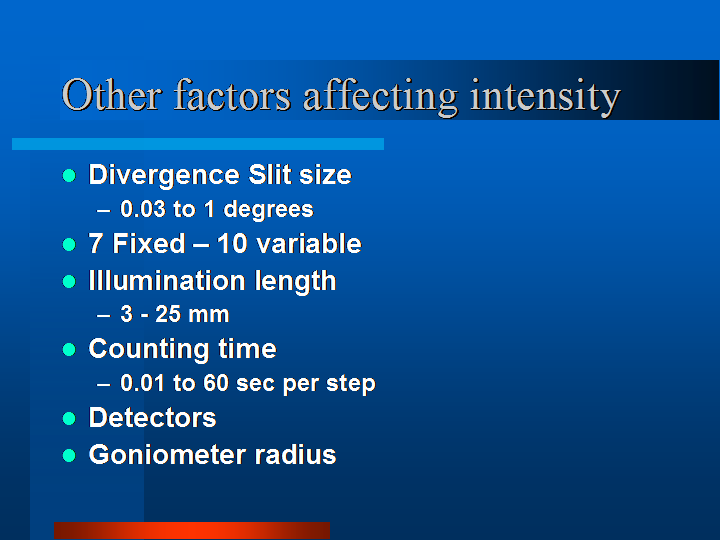 Other factors affecting intensity
Divergence Slit size
– 0.03 to 1 degrees
7 Fixed – 10 variable
Illumination length
– 3 - 25 mm
Counting time
– 0.01 to 60 sec per step
Detectors
Goniometer radius